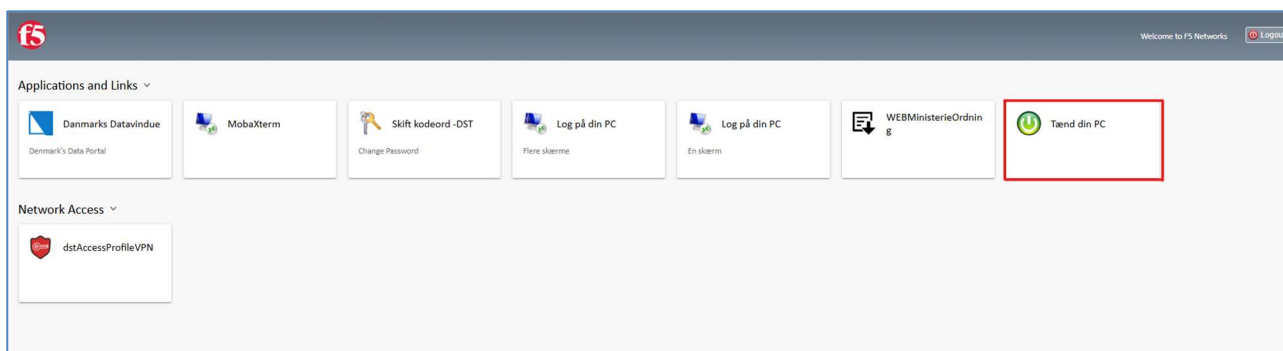 f5
Welcome to F5 Networks
Logou
Applications and Links
Danmarks Datavindue
Denmark's Data Portal
MobaXterm
Skift kodeord -DST
Change Password
Log på din PC
Flere skærme
Log på din PC
En skærm
WEBMinisterieOrdnin
g
Tænd din PC
Network Access
dstAccessProfileVPN